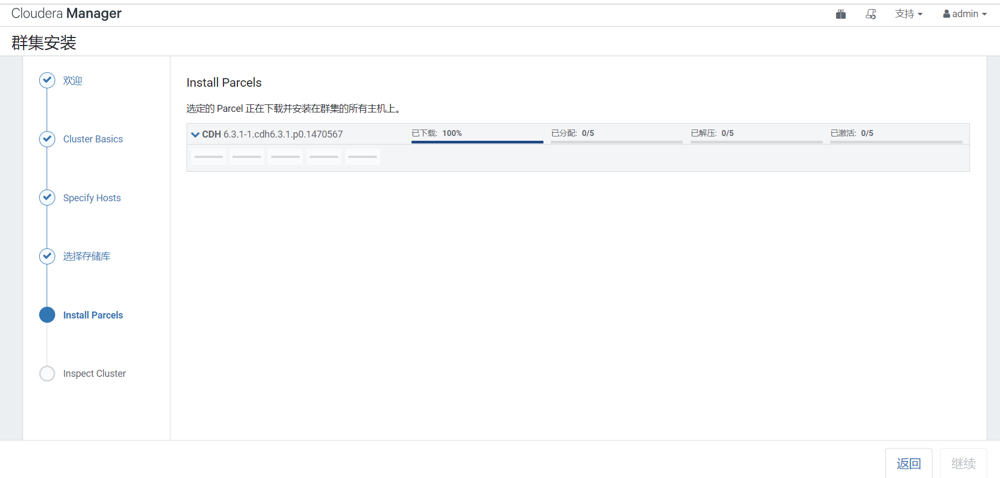 Cloudera Manager
支持
admin
群集安装
欢迎
Cluster Basics
Specify Hosts
选择存储库
Install Parcels
Inspect Cluster
Install Parcels
选定的 Parcel 正在下载并安装在群集的所有主机上。
CDH 6.3.1-1.cdh6.3.1.p0.1470567 已下载: 100% 已分配: 0/5 已解压: 0/5 已激活: 0/5
返回
继续